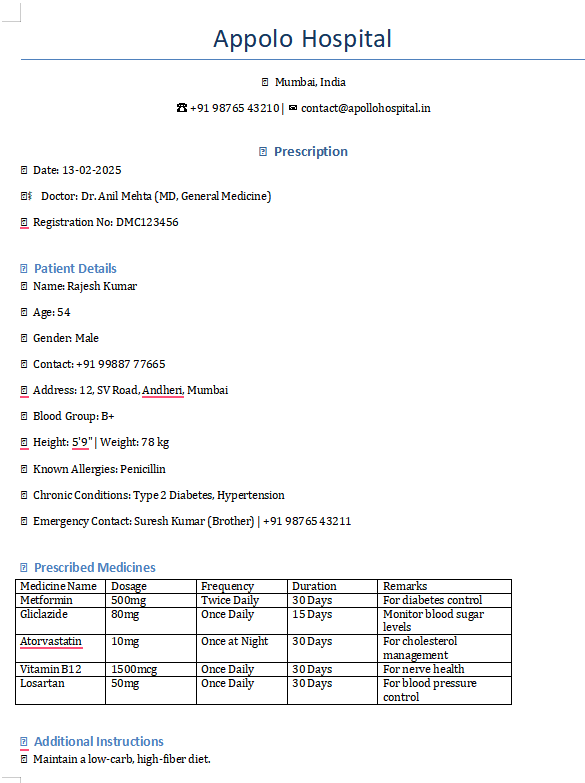 Appolo Hospital
Mumbai, India
☎ +91 98765 43210 | ✉ contact@apollohospital.in
Prescription
Date: 13-02-2025
Doctor: Dr. Anil Mehta (MD, General Medicine)
Registration No: DMC123456
Patient Details
Name: Rajesh Kumar
Age: 54
Gender: Male
Contact: +91 99887 77665
Address: 12, SV Road, Andheri, Mumbai
Blood Group: B+
Height: 5'9" | Weight: 78 kg
Known Allergies: Penicillin
Chronic Conditions: Type 2 Diabetes, Hypertension
Emergency Contact: Suresh Kumar (Brother) | +91 98765 43211
Prescribed Medicines
Medicine Name Dosage Frequency Duration Remarks
Metformin 500mg Twice Daily 30 Days For diabetes control
Gliclazide 80mg Once Daily 15 Days Monitor blood sugar
levels
Atorvastatin 10mg Once at Night 30 Days For cholesterol
management
Vitamin B12 1500mcg Once Daily 30 Days For nerve health
Losartan 50mg Once Daily 30 Days For blood pressure
control
Additional Instructions
Maintain a low-carb, high-fiber diet.